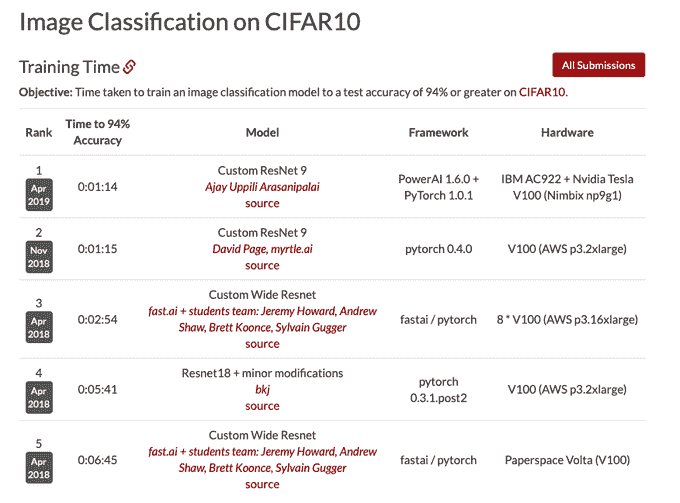 Image Classification on CIFAR10
Training Time
All Submissions
Objective: Time taken to train an image classification model to a test accuracy of 94% or greater on CIFAR10.
Rank
Time to 94%
Accuracy
Model
Framework
Hardware
1
Apr
2019
0:01:14
Custom ResNet 9
Ajay Uppili Arasanipalai
source
PowerAI 1.6.0 +
PyTorch 1.0.1
IBM AC922 + Nvidia Tesla
V100 (Nimbix np9g1)
2
Nov
2018
0:01:15
Custom ResNet 9
David Page, myrtle.ai
source
pytorch 0.4.0
V100 (AWS p3.2xlarge)
3
Apr
2018
0:02:54
Custom Wide Resnet
fast.ai + students team: Jeremy Howard, Andrew
Shaw, Brett Koonce, Sylvain Gugger
source
fastai / pytorch
8 * V100 (AWS p3.16xlarge)
4
Apr
2018
0:05:41
Resnet18 + minor modifications
bkj
source
pytorch
0.3.1.post2
V100 (AWS p3.2xlarge)
5
Apr
2018
0:06:45
Custom Wide Resnet
fast.ai + students team: Jeremy Howard, Andrew
Shaw, Brett Koonce, Sylvain Gugger
source
fastai / pytorch
Paperspace Volta (V100)